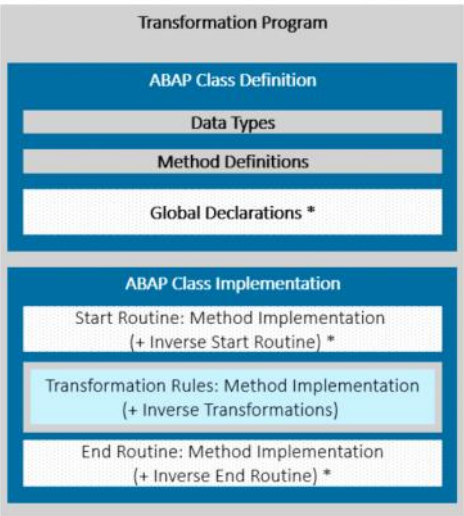 Transformation Program
ABAP Class Definition
Data Types
Method Definitions
Global Declarations *
ABAP Class Implementation
Start Routine: Method Implementation
(+ Inverse Start Routine) *
Transformation Rules: Method Implementation
(+ Inverse Transformations)
End Routine: Method Implementation
(+ Inverse End Routine) *